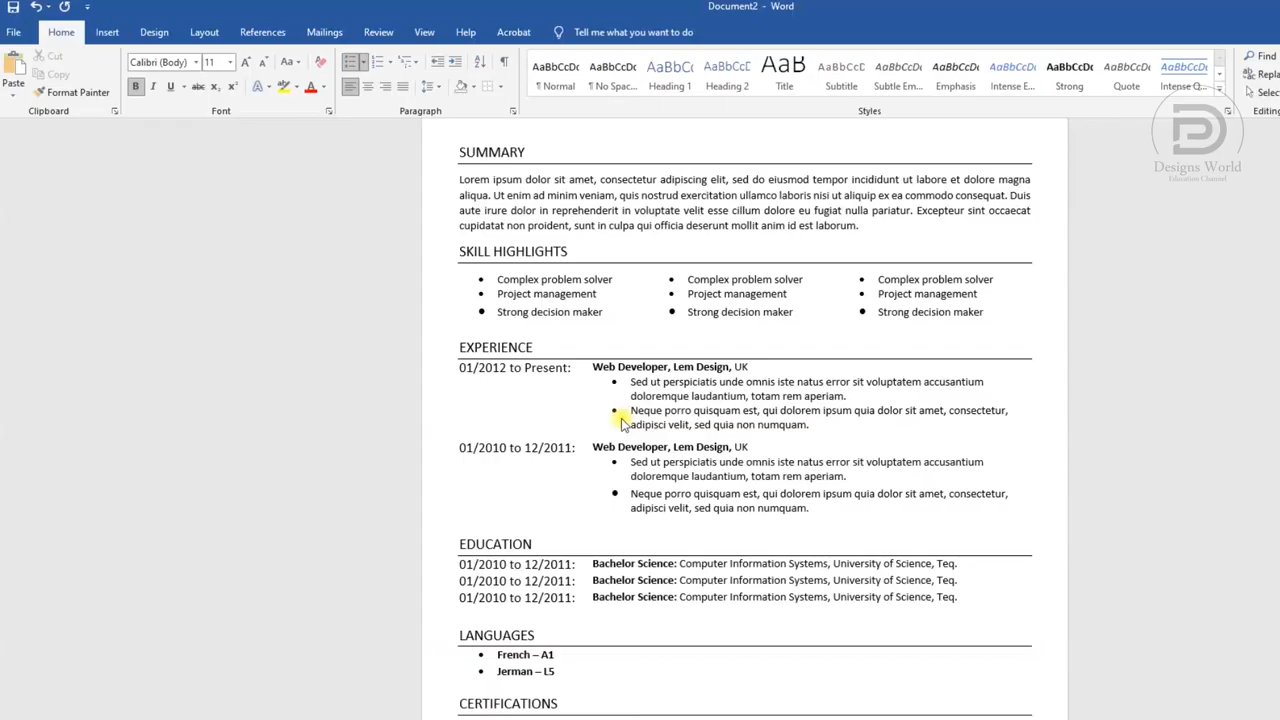 Document2 - Word
File Home Insert Design Layout References Mailings Review View Help Acrobat Tell me what you want to do
Paste
Cut
Copy
Format Painter
Clipboard
Calibri (Body) 11
Font
Paragraph
AaBbCcDc AaBbCcDc AaBbCc AaBbCcD AaB AaBbCcD AaBbCcDc AaBbCcDc AaBbCcDc AaBbCcDc AaBbCcDc AaBbCcDc
¶ Normal ¶ No Spac... Heading 1 Heading 2 Title Subtitle Subtle Em... Emphasis Intense E... Strong Quote Intense Q...
Styles
Find
Repla
Selec
Editing
Designs World
Education Channel
SUMMARY
Lorem ipsum dolor sit amet, consectetur adipiscing elit, sed do eiusmod tempor incididunt ut labore et dolore magna
aliqua. Ut enim ad minim veniam, quis nostrud exercitation ullamco laboris nisi ut aliquip ex ea commodo consequat. Duis
aute irure dolor in reprehenderit in voluptate velit esse cillum dolore eu fugiat nulla pariatur. Excepteur sint occaecat
cupidatat non proident, sunt in culpa qui officia deserunt mollit anim id est laborum.
SKILL HIGHLIGHTS
• Complex problem solver • Complex problem solver • Complex problem solver
• Project management • Project management • Project management
• Strong decision maker • Strong decision maker • Strong decision maker
EXPERIENCE
01/2012 to Present: Web Developer, Lem Design, UK
• Sed ut perspiciatis unde omnis iste natus error sit voluptatem accusantium
doloremque laudantium, totam rem aperiam.
• Neque porro quisquam est, qui dolorem ipsum quia dolor sit amet, consectetur,
adipisci velit, sed quia non numquam.
01/2010 to 12/2011: Web Developer, Lem Design, UK
• Sed ut perspiciatis unde omnis iste natus error sit voluptatem accusantium
doloremque laudantium, totam rem aperiam.
• Neque porro quisquam est, qui dolorem ipsum quia dolor sit amet, consectetur,
adipisci velit, sed quia non numquam.
EDUCATION
01/2010 to 12/2011: Bachelor Science: Computer Information Systems, University of Science, Teq.
01/2010 to 12/2011: Bachelor Science: Computer Information Systems, University of Science, Teq.
01/2010 to 12/2011: Bachelor Science: Computer Information Systems, University of Science, Teq.
LANGUAGES
• French – A1
• Jerman – L5
CERTIFICATIONS